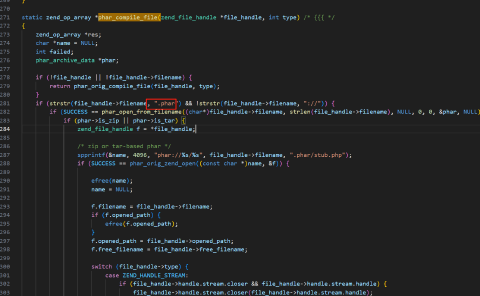 270
271 static zend_op_array *phar_compile_file(zend_file_handle *file_handle, int type) /* {{{ */
272 {
273 zend_op_array *res;
274 char *name = NULL;
275 int failed;
276 phar_archive_data *phar;
277
278 if (!file_handle || !file_handle->filename) {
279 return phar_orig_compile_file(file_handle, type);
280 }
281 if (strstr(file_handle->filename, ".phar") && !strstr(file_handle->filename, "://")) {
282 if (SUCCESS == phar_open_from_filename((char*)file_handle->filename, strlen(file_handle->filename), NULL, 0, 0, &phar, NULL)
283 if (phar->is_zip || phar->is_tar) {
284 zend_file_handle f = *file_handle;
285
286 /* zip or tar-based phar */
287 spprintf(&name, 4096, "phar://%s/%s", file_handle->filename, ".phar/stub.php");
288 if (SUCCESS == phar_orig_zend_open((const char *)name, &f)) {
289
290 efree(name);
291 name = NULL;
292
293 f.filename = file_handle->filename;
294 if (f.opened_path) {
295 efree(f.opened_path);
296 }
297 f.opened_path = file_handle->opened_path;
298 f.free_filename = file_handle->free_filename;
299
300 switch (file_handle->type) {
301 case ZEND_HANDLE_STREAM:
302 if (file_handle->handle.stream.closer && file_handle->handle.stream.handle) {
303 file_handle->handle.stream.closer(file_handle->handle.stream.handle);